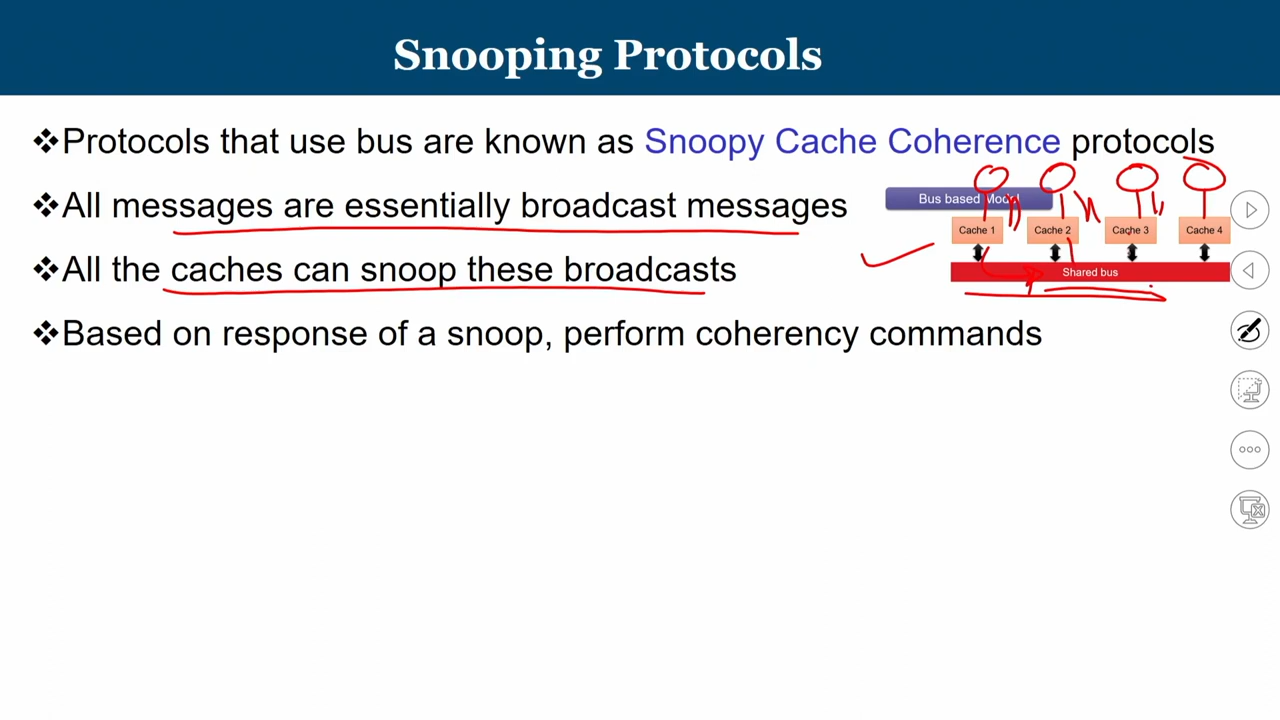 Snooping Protocols
❖Protocols that use bus are known as Snoopy Cache Coherence protocols
❖All messages are essentially broadcast messages
Bus based Model
Cache 1 Cache 2 Cache 3 Cache 4
❖All the caches can snoop these broadcasts
Shared bus
❖Based on response of a snoop, perform coherency commands